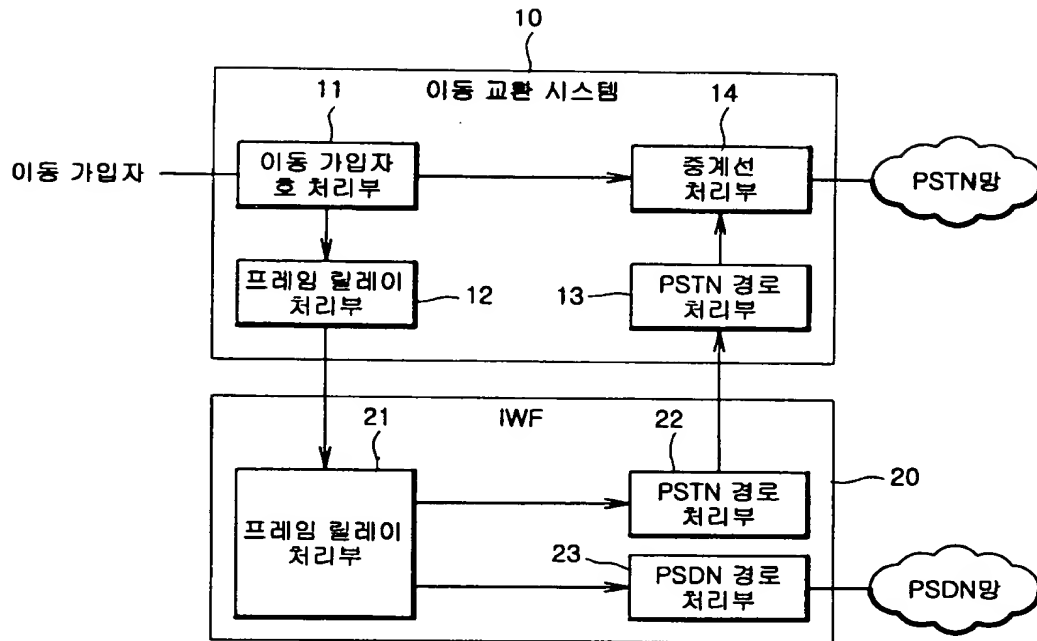 10
이동 교환 시스템
11
14
이동 가입자
이동 가입자
호 처리부
중계선
처리부
PSTN망
프레임 릴레이
처리부
12
13
PSTN 경로
처리부
IWF
21
22
20
프레임 릴레이
처리부
PSTN 경로
처리부
23
PSDN 경로
처리부
PSDN망